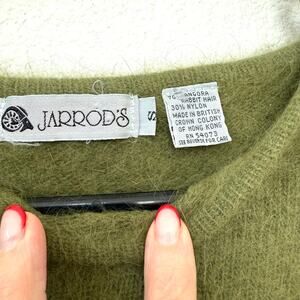 JARROD'S
S
70% ANGORA
RABBIT HAIR
30% NYLON
MADE IN BRITISH
CROWN COLONY
OF HONG KONG
RN 54073
SEE REVERSE FOR CARE